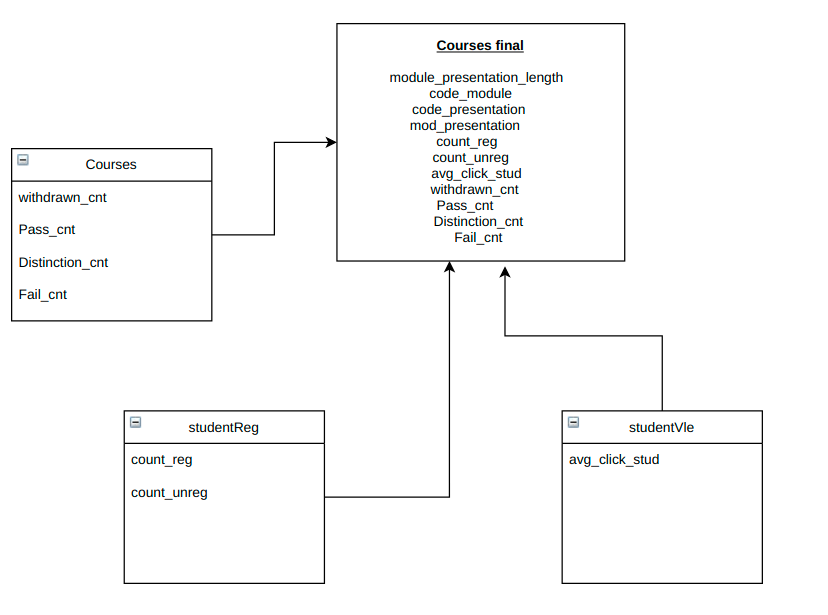 Courses final
module_presentation_length
code_module
code_presentation
mod_presentation
count_reg
count_unreg
avg_click_stud
withdrawn_cnt
Pass_cnt
Distinction_cnt
Fail_cnt
Courses
withdrawn_cnt
Pass_cnt
Distinction_cnt
Fail_cnt
studentReg
count_reg
count_unreg
studentVle
avg_click_stud